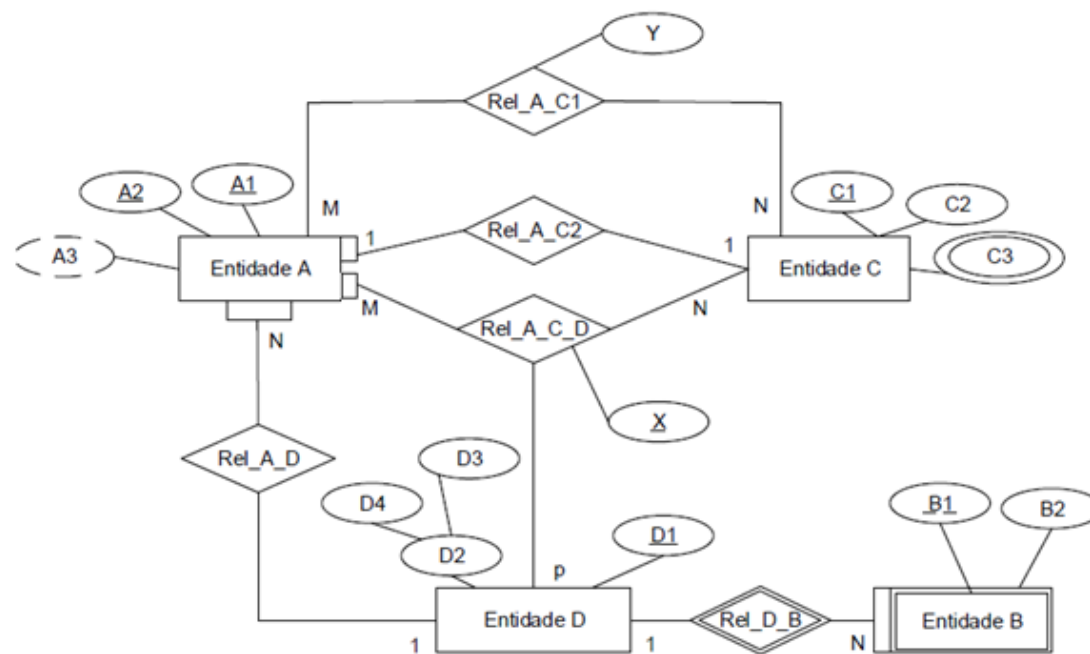 Y
Rel_A_C1
A2
A1
M
N
C1
C2
A3
Entidade A
1
Rel_A_C2
1
Entidade C
C3
M
Rel_A_C_D
N
N
X
Rel_A_D
D3
D4
D2
D1
B1
B2
p
Entidade D
1
1
Rel_D_B
N
Entidade B